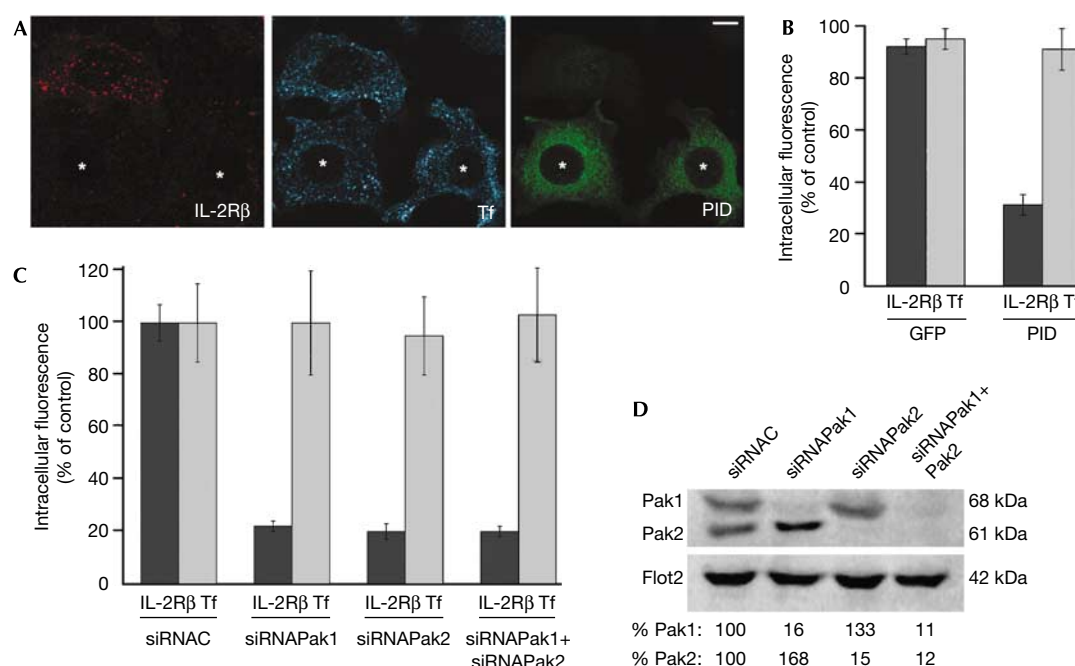 A
IL-2Rβ
Tf
PID
*
*
*
*
*
*
B
Intracellular fluorescence
(% of control)
100
80
60
40
20
0
IL-2Rβ Tf
IL-2Rβ Tf
GFP
PID
C
Intracellular fluorescence
(% of control)
120
100
80
60
40
20
0
IL-2Rβ Tf
IL-2Rβ Tf
IL-2Rβ Tf
IL-2Rβ Tf
siRNAC
siRNAPak1
siRNAPak2
siRNAPak1+
siRNAPak2
D
siRNAC
siRNAPak1
siRNAPak2
siRNAPak1+
Pak2
Pak1
68 kDa
Pak2
61 kDa
Flot2
42 kDa
% Pak1: 100 16 133 11
% Pak2: 100 168 15 12